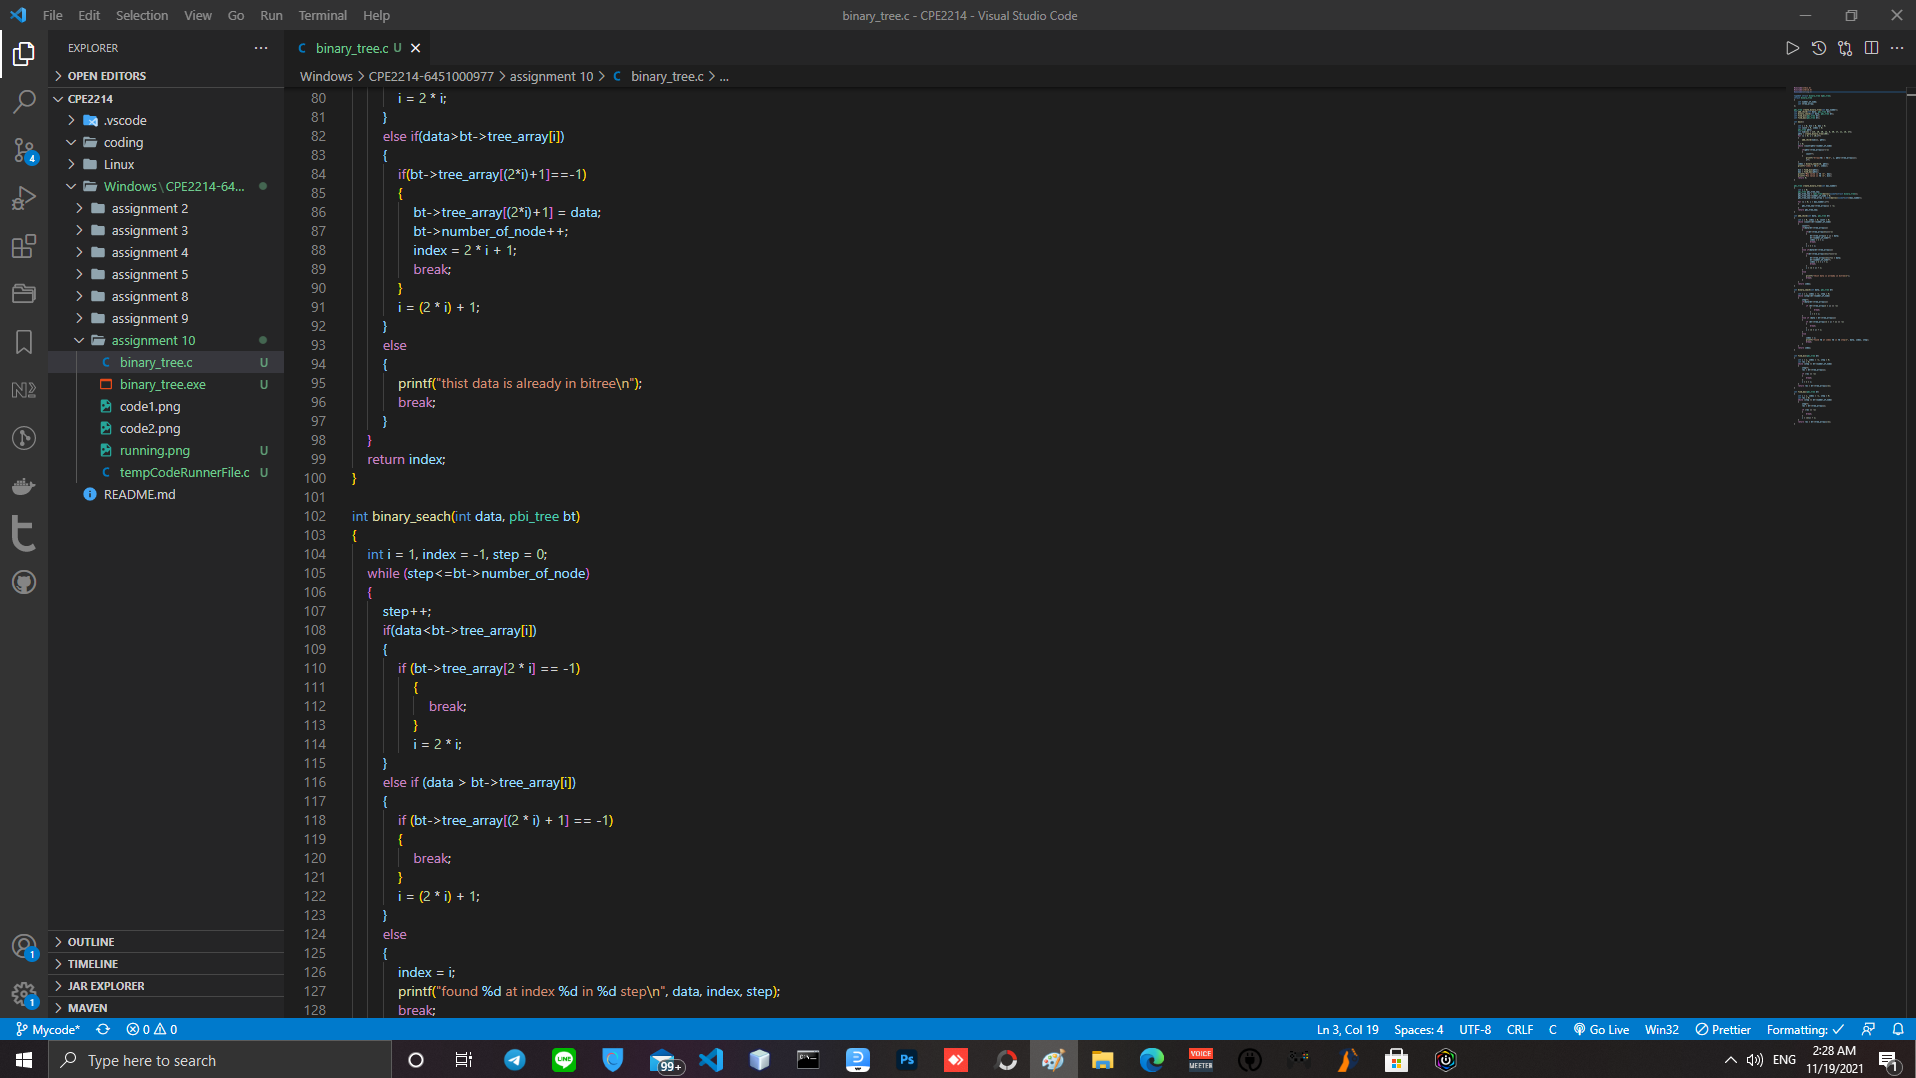 File Edit Selection View Go Run Terminal Help
binary_tree.c - CPE2214 - Visual Studio Code
EXPLORER
OPEN EDITORS
CPE2214
.vscode
coding
Linux
Windows\CPE2214-64...
assignment 2
assignment 3
assignment 4
assignment 5
assignment 8
assignment 9
assignment 10
binary_tree.c U
binary_tree.exe U
code1.png
code2.png
running.png U
tempCodeRunnerFile.c U
README.md
OUTLINE
TIMELINE
JAR EXPLORER
MAVEN
4
1
1
binary_tree.c U
Windows > CPE2214-6451000977 > assignment 10 > C binary_tree.c > ...
80 i = 2 * i;
81 }
82 else if(data>bt->tree_array[i])
83 {
84 if(bt->tree_array[(2*i)+1]==-1)
85 {
86 bt->tree_array[(2*i)+1] = data;
87 bt->number_of_node++;
88 index = 2 * i + 1;
89 break;
90 }
91 i = (2 * i) + 1;
92 }
93 else
94 {
95 printf("thist data is already in bitree\n");
96 break;
97 }
98 }
99 return index;
100 }
101
102 int binary_seach(int data, pbi_tree bt)
103 {
104 int i = 1, index = -1, step = 0;
105 while (step<=bt->number_of_node)
106 {
107 step++;
108 if(data<bt->tree_array[i])
109 {
110 if (bt->tree_array[2 * i] == -1)
111 {
112 break;
113 }
114 i = 2 * i;
115 }
116 else if (data > bt->tree_array[i])
117 {
118 if (bt->tree_array[(2 * i) + 1] == -1)
119 {
120 break;
121 }
122 i = (2 * i) + 1;
123 }
124 else
125 {
126 index = i;
127 printf("found %d at index %d in %d step\n", data, index, step);
128 break;
Mycode* 0 0
Ln 3, Col 19 Spaces: 4 UTF-8 CRLF C Go Live Win32 Prettier Formatting: ✓
Type here to search
99+
Ps
VOICE
MEETER
ENG
2:28 AM
11/19/2021
1